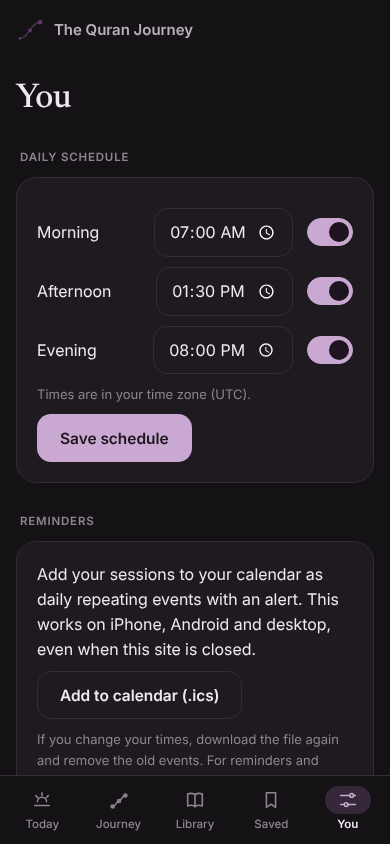 The Quran Journey
You
DAILY SCHEDULE
Morning 07:00 AM
Afternoon 01:30 PM
Evening 08:00 PM
Times are in your time zone (UTC).
Save schedule
REMINDERS
Add your sessions to your calendar as
daily repeating events with an alert. This
works on iPhone, Android and desktop,
even when this site is closed.
Add to calendar (.ics)
If you change your times, download the file again
and remove the old events. For reminders and
Today Journey Library Saved You